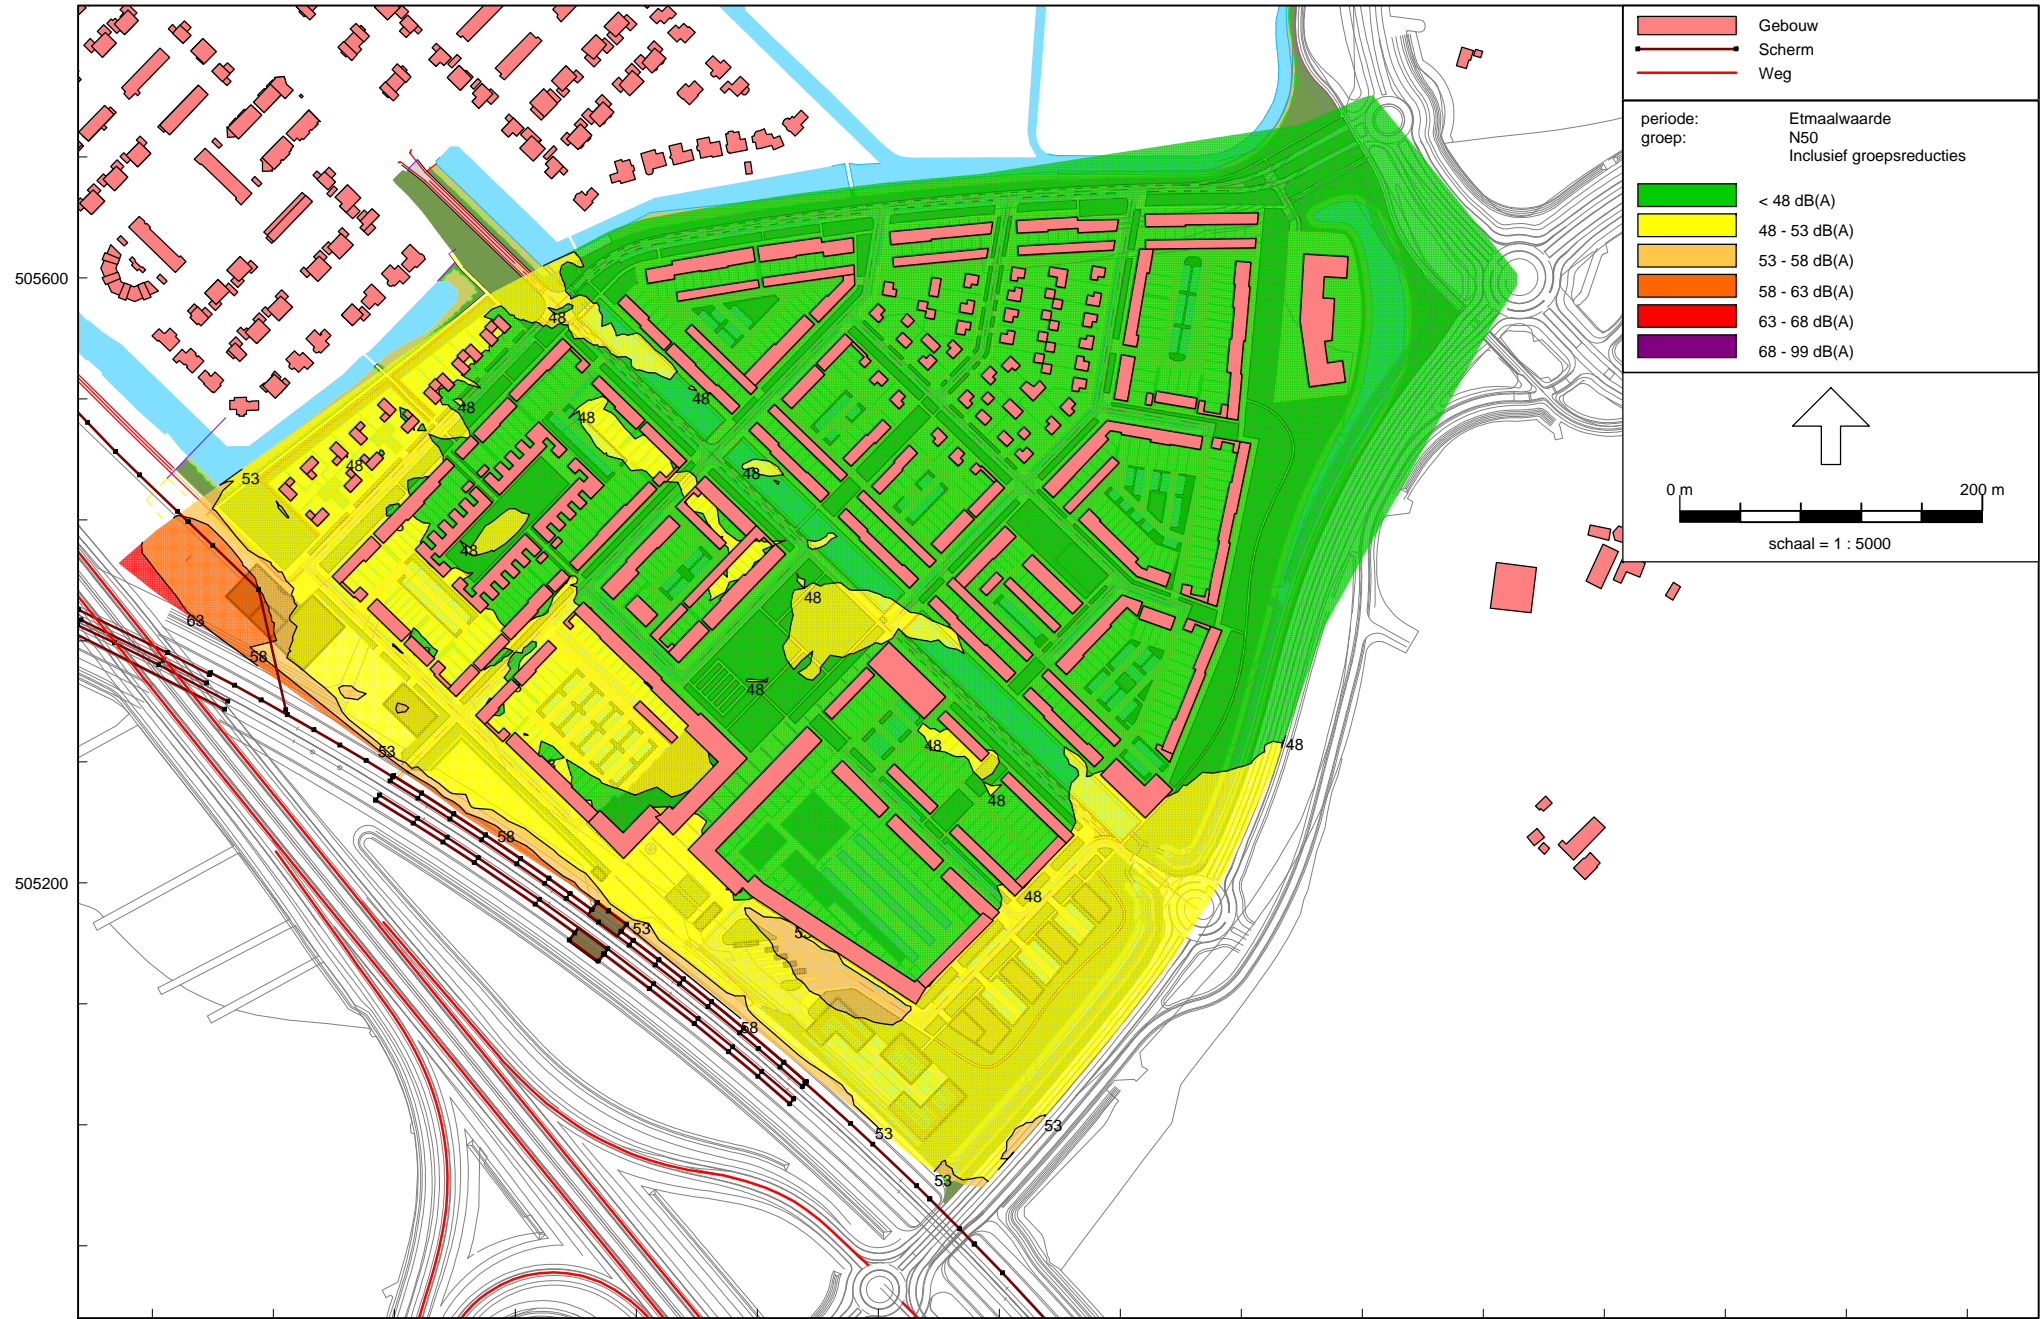 Gebouw
Scherm
Weg
periode: Etmaalwaarde
groep: N50
Inclusief groepsreducties
< 48 dB(A)
48 - 53 dB(A)
53 - 58 dB(A)
58 - 63 dB(A)
63 - 68 dB(A)
68 - 99 dB(A)
0 m 200 m
schaal = 1 : 5000
505600
505200
48
48
48
48
48
53
48
48
48
63
58
48
48
48
53
48
58
48
53
53
58
53
53
53